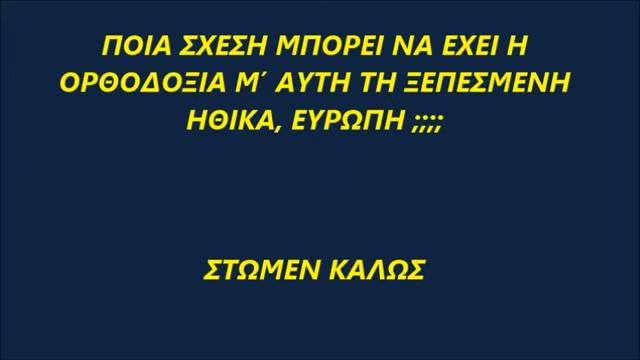 ΠΟΙΑ ΣΧΕΣΗ ΜΠΟΡΕΙ ΝΑ ΕΧΕΙ Η
ΟΡΘΟΔΟΞΙΑ Μ΄ ΑΥΤΗ ΤΗ ΞΕΠΕΣΜΕΝΗ
ΗΘΙΚΑ, ΕΥΡΩΠΗ ;;;;
ΣΤΩΜΕΝ ΚΑΛΩΣ